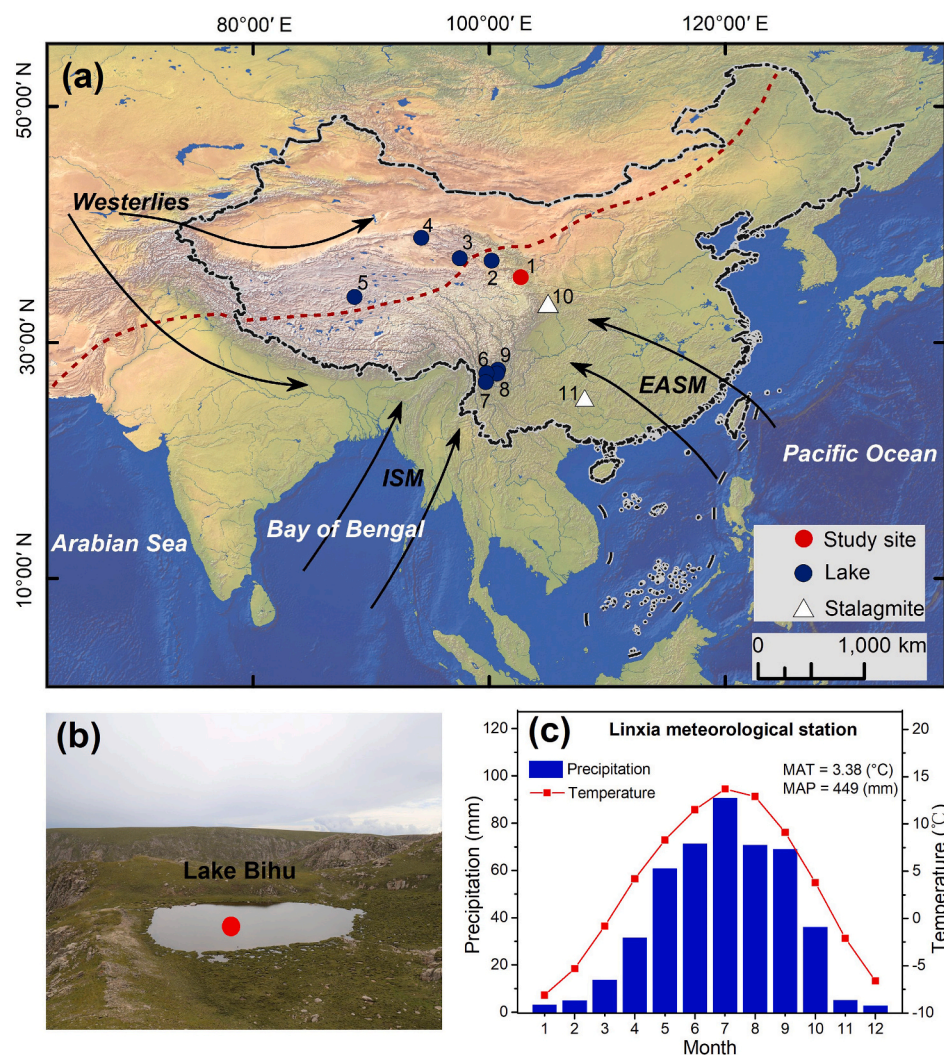 80°00′ E 100°00′ E 120°00′ E
(a)
50°00′ N
30°00′ N
10°00′ N
Westerlies
4
3
2
1
5
10
6 9
7 8
11
EASM
ISM
Pacific Ocean
Bay of Bengal
Arabian Sea
Study site
Lake
Stalagmite
0 1,000 km
(b)
Lake Bihu
(c)
Linxia meteorological station
Precipitation
Temperature
MAT = 3.38 (°C)
MAP = 449 (mm)
Precipitation (mm)
120
100
80
60
40
20
0
Temperature (℃)
20
15
10
5
0
-5
-10
1 2 3 4 5 6 7 8 9 10 11 12
Month